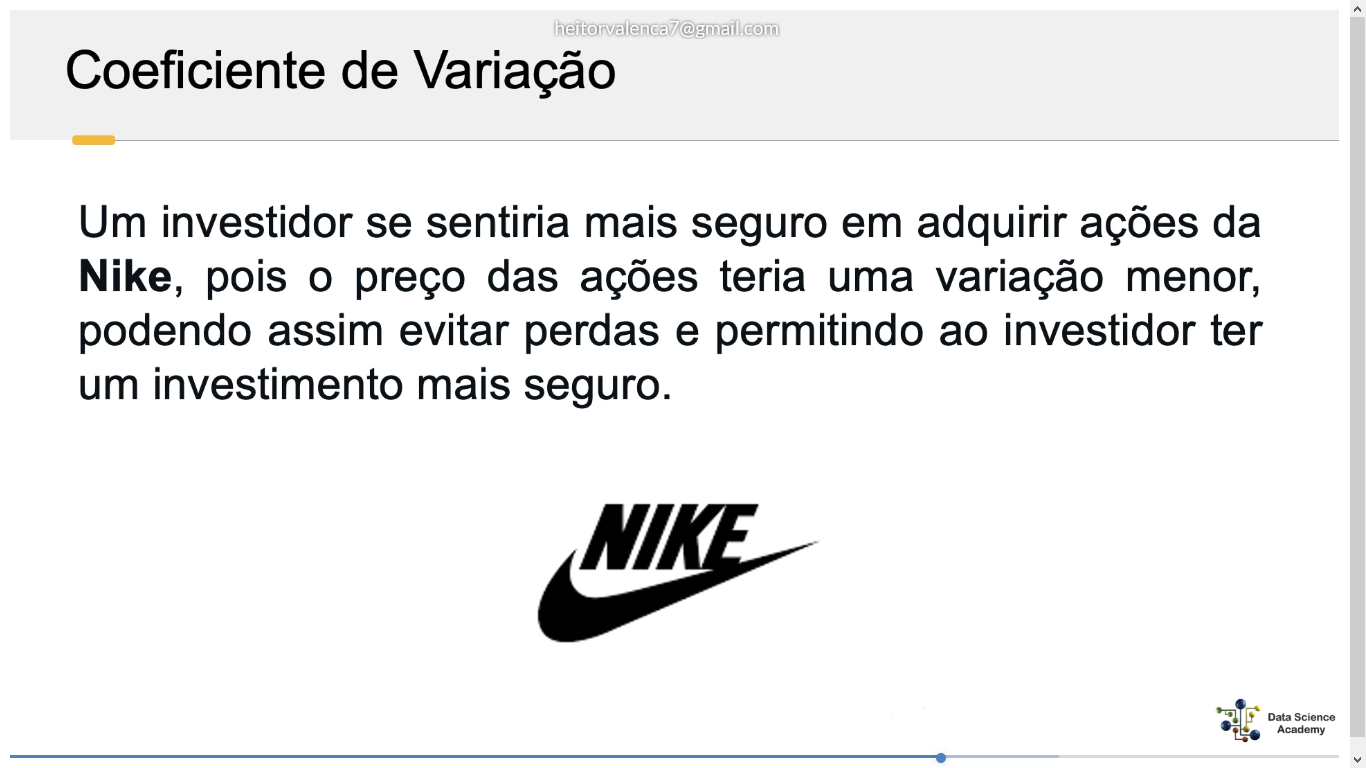 heitorvalenca7@gmail.com
Coeficiente de Variação
Um investidor se sentiria mais seguro em adquirir ações da
Nike, pois o preço das ações teria uma variação menor,
podendo assim evitar perdas e permitindo ao investidor ter
um investimento mais seguro.
NIKE
Data Science
Academy